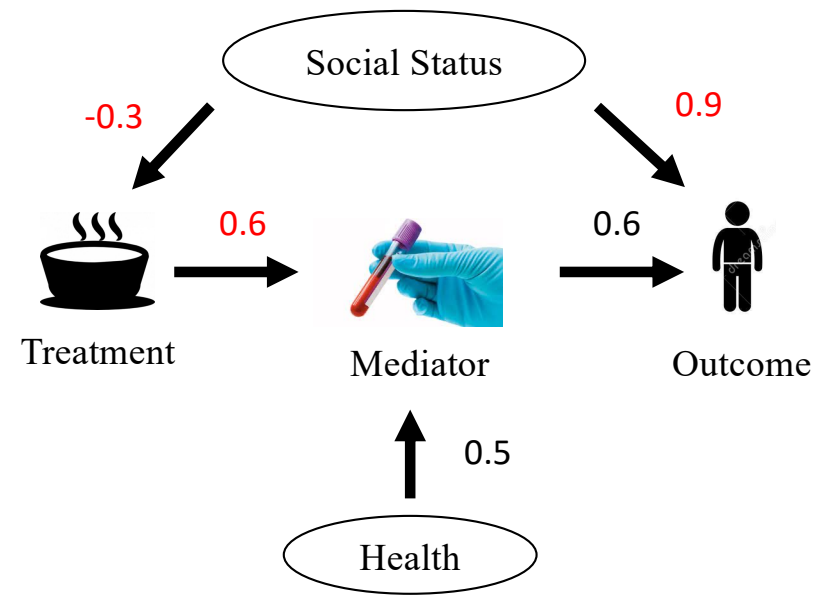 Social Status
-0.3
0.9
0.6
0.6
Treatment
Mediator
Outcome
0.5
Health